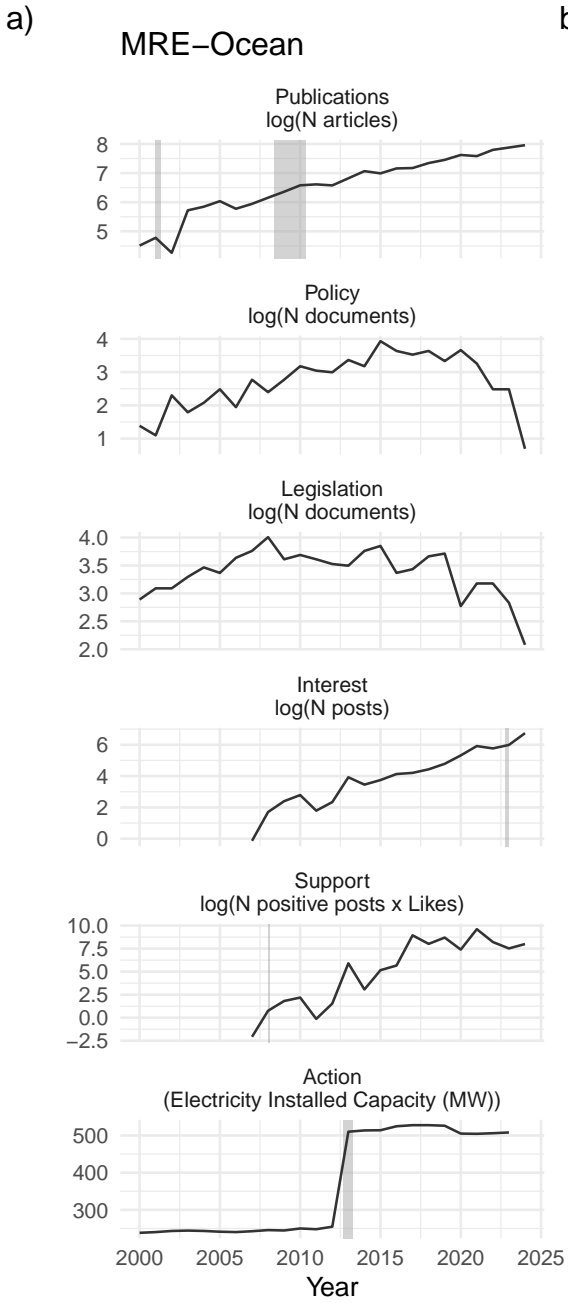 a)
b
MRE−Ocean
Publications
log(N articles)
8
7
6
5
Policy
log(N documents)
4
3
2
1
Legislation
log(N documents)
4.0
3.5
3.0
2.5
2.0
Interest
log(N posts)
6
4
2
0
Support
log(N positive posts x Likes)
10.0
7.5
5.0
2.5
0.0
−2.5
Action
(Electricity Installed Capacity (MW))
500
400
300
2000 2005 2010 2015 2020 2025
Year